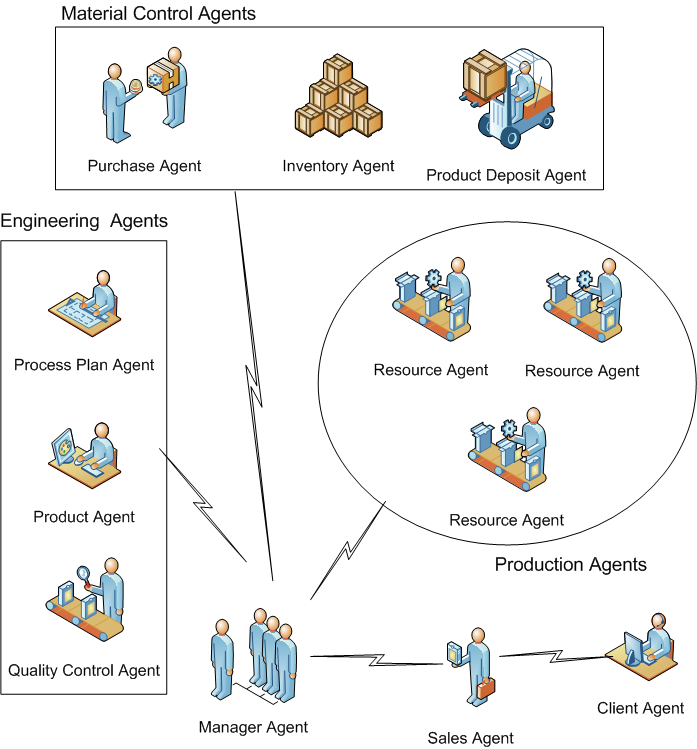 Material Control Agents
Purchase Agent
Inventory Agent
Product Deposit Agent
Engineering Agents
Process Plan Agent
Product Agent
Quality Control Agent
Resource Agent
Resource Agent
Resource Agent
Production Agents
Manager Agent
Sales Agent
Client Agent